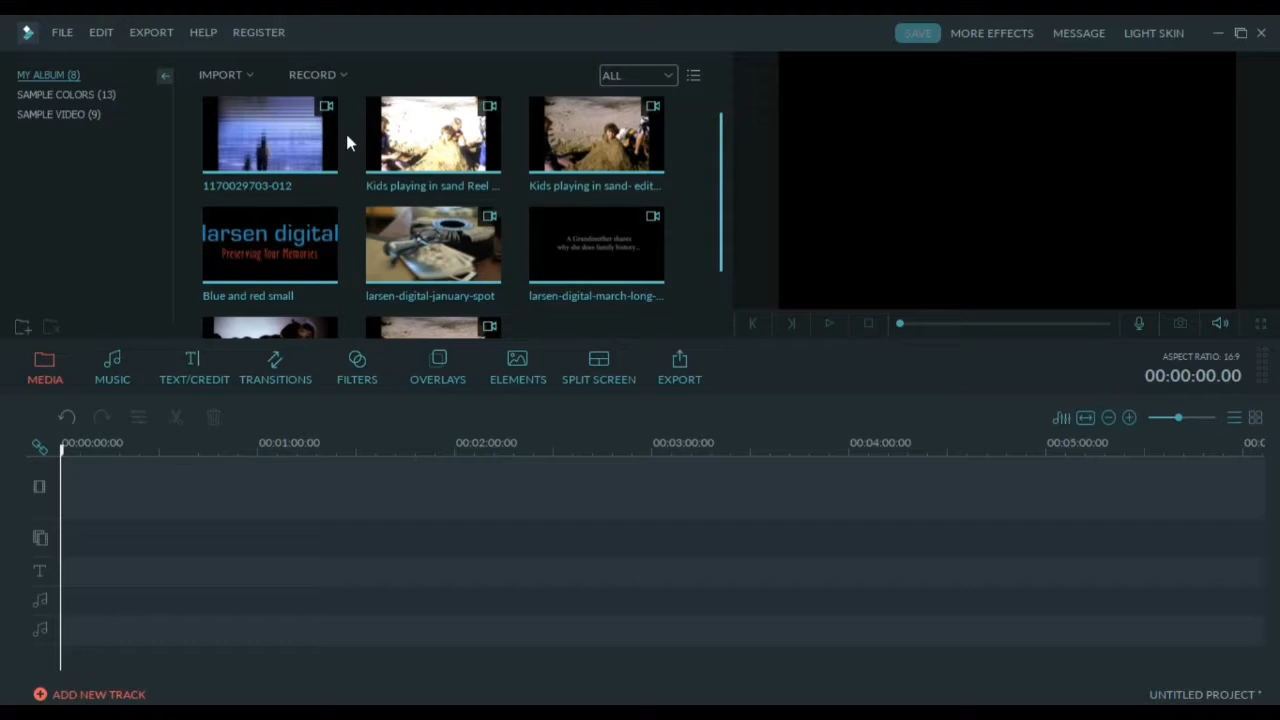 FILE EDIT EXPORT HELP REGISTER SAVE MORE EFFECTS MESSAGE LIGHT SKIN
MY ALBUM (8) IMPORT RECORD ALL
SAMPLE COLORS (13)
SAMPLE VIDEO (9)
1170029703-012 Kids playing in sand Reel ... Kids playing in sand- edit...
larsen digital
Preserving Your Memories
A Grandmother shares
why she does family history...
Blue and red small larsen-digital-january-spot larsen-digital-march-long-...
MEDIA MUSIC TEXT/CREDIT TRANSITIONS FILTERS OVERLAYS ELEMENTS SPLIT SCREEN EXPORT
ASPECT RATIO: 16:9
00:00:00.00
00:00:00:00 00:01:00:00 00:02:00:00 00:03:00:00 00:04:00:00 00:05:00:00 00:0
ADD NEW TRACK UNTITLED PROJECT *